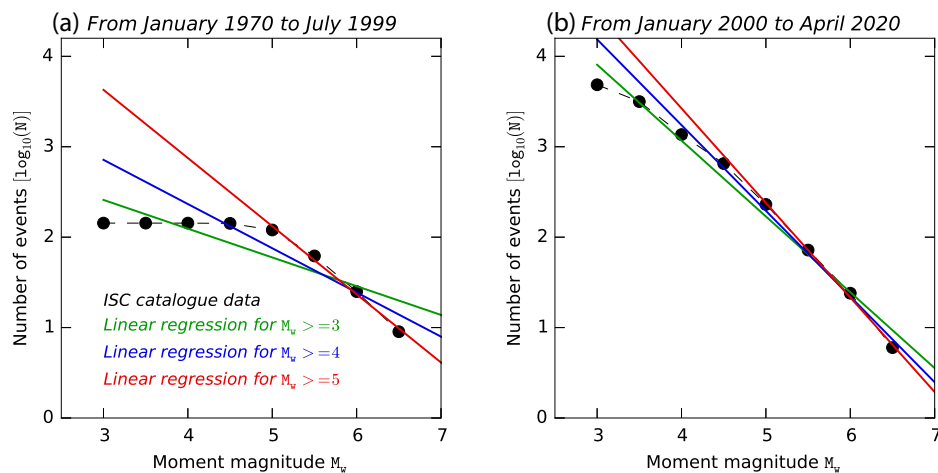 (a) From January 1970 to July 1999
Number of events [log10(N)]
4
3
2
1
0
ISC catalogue data
Linear regression for Mw >=3
Linear regression for Mw >=4
Linear regression for Mw >=5
3 4 5 6 7
Moment magnitude Mw
(b) From January 2000 to April 2020
Number of events [log10(N)]
4
3
2
1
0
3 4 5 6 7
Moment magnitude Mw